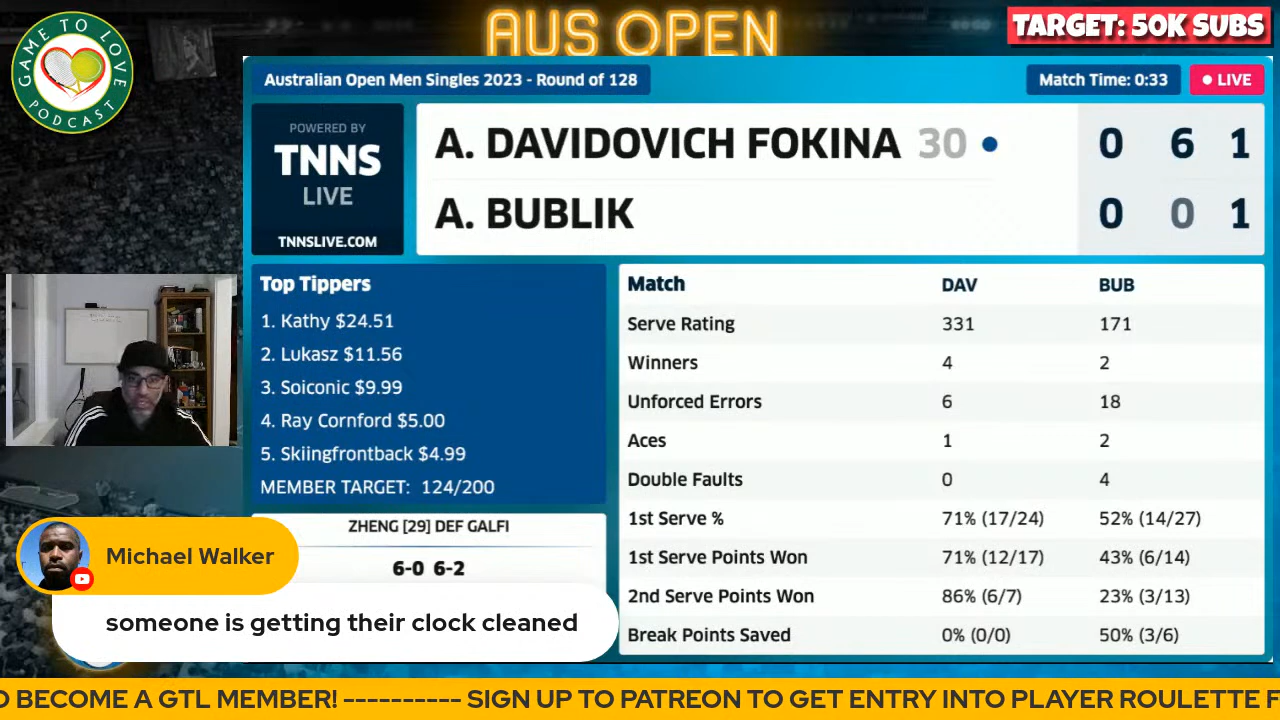 GAME TO LOVE
PODCAST
AUS OPEN
TARGET: 50K SUBS
Australian Open Men Singles 2023 - Round of 128
Match Time: 0:33
LIVE
POWERED BY
TNNS
LIVE
TNNSLIVE.COM
A. DAVIDOVICH FOKINA 30 0 6 1
A. BUBLIK 0 0 1
Top Tippers
1. Kathy $24.51
2. Lukasz $11.56
3. Soiconic $9.99
4. Ray Cornford $5.00
5. Skiingfrontback $4.99
MEMBER TARGET: 124/200
ZHENG [29] DEF GALFI
6-0 6-2
Match DAV BUB
Serve Rating 331 171
Winners 4 2
Unforced Errors 6 18
Aces 1 2
Double Faults 0 4
1st Serve % 71% (17/24) 52% (14/27)
1st Serve Points Won 71% (12/17) 43% (6/14)
2nd Serve Points Won 86% (6/7) 23% (3/13)
Break Points Saved 0% (0/0) 50% (3/6)
Michael Walker
someone is getting their clock cleaned
O BECOME A GTL MEMBER! ---------- SIGN UP TO PATREON TO GET ENTRY INTO PLAYER ROULETTE F